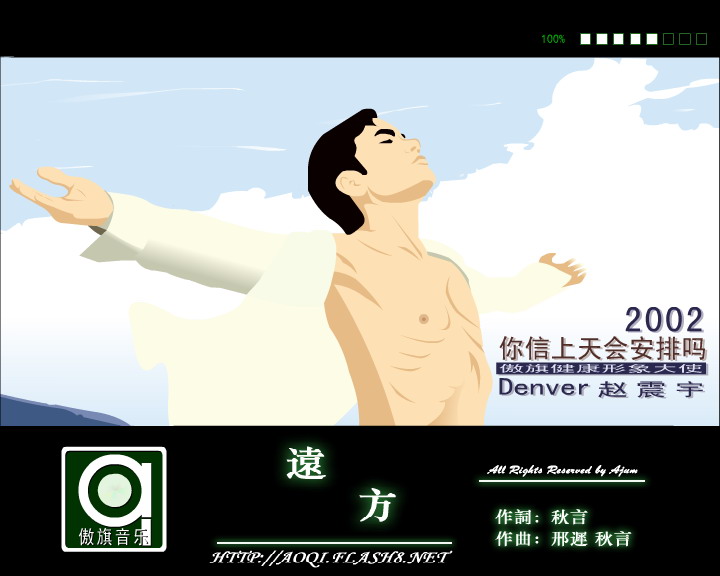 100%
2002
你信上天会安排吗
傲旗健康形象大使
Denver 赵震宇
遠
方
All Rights Reserved by Ajum
傲旗音乐
作詞：秋言
作曲：邢遲 秋言
HTTP://AOQI.FLASH8.NET